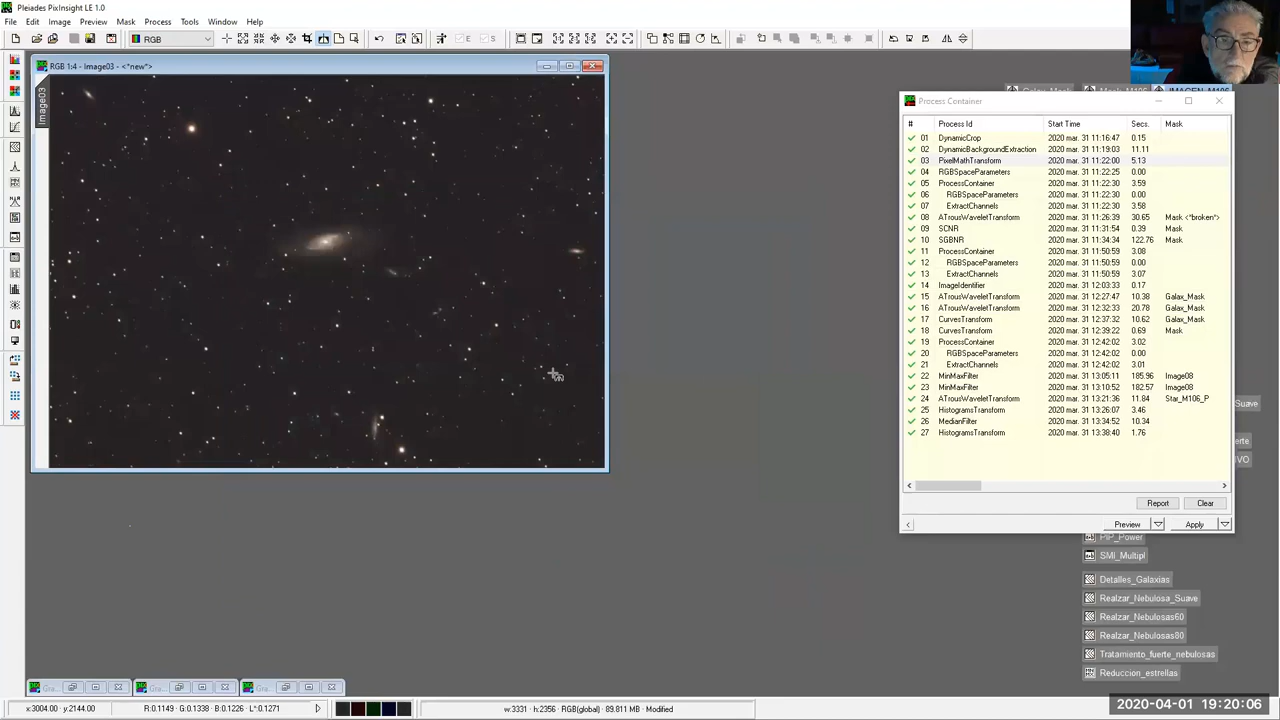 Pleiades PixInsight LE 1.0
File Edit Image Preview Mask Process Tools Window Help
RGB
RGB 1:4 - Image03 - <*new*>
Image03
Process Container
# Process Id Start Time Secs. Mask
01 DynamicCrop 2020 mar. 31 11:16:47 0.15
02 DynamicBackgroundExtraction 2020 mar. 31 11:19:03 11.11
03 PixelMathTransform 2020 mar. 31 11:22:00 5.13
04 RGBSpaceParameters 2020 mar. 31 11:22:25 0.00
05 ProcessContainer 2020 mar. 31 11:22:30 3.59
06 RGBSpaceParameters 2020 mar. 31 11:22:30 0.00
07 ExtractChannels 2020 mar. 31 11:22:30 3.58
08 ATrousWaveletTransform 2020 mar. 31 11:26:39 30.65 Mask <*broken*>
09 SCNR 2020 mar. 31 11:31:54 0.39 Mask
10 SGBNR 2020 mar. 31 11:34:34 122.76 Mask
11 ProcessContainer 2020 mar. 31 11:50:59 3.08
12 RGBSpaceParameters 2020 mar. 31 11:50:59 0.00
13 ExtractChannels 2020 mar. 31 11:50:59 3.07
14 ImageIdentifier 2020 mar. 31 12:03:33 0.17
15 ATrousWaveletTransform 2020 mar. 31 12:27:47 10.38 Galax_Mask
16 ATrousWaveletTransform 2020 mar. 31 12:32:33 20.78 Galax_Mask
17 CurvesTransform 2020 mar. 31 12:37:32 10.62 Galax_Mask
18 CurvesTransform 2020 mar. 31 12:39:22 0.69 Mask
19 ProcessContainer 2020 mar. 31 12:42:02 3.02
20 RGBSpaceParameters 2020 mar. 31 12:42:02 0.00
21 ExtractChannels 2020 mar. 31 12:42:02 3.01
22 MinMaxFilter 2020 mar. 31 13:05:11 185.96 Image08
23 MinMaxFilter 2020 mar. 31 13:10:52 182.57 Image08
24 ATrousWaveletTransform 2020 mar. 31 13:21:36 11.84 Star_M106_P
25 HistogramsTransform 2020 mar. 31 13:26:07 3.46
26 MedianFilter 2020 mar. 31 13:34:52 10.34
27 HistogramsTransform 2020 mar. 31 13:38:40 1.76
Report Clear
Preview Apply
PIP_Power
SMI_Multipl
Detalles_Galaxias
Realzar_Nebulosa_Suave
Realzar_Nebulosas60
Realzar_Nebulosas80
Tratamiento_fuerte_nebulosas
Reduccion_estrellas
Gra... Gra... Gra...
x:3004.00 y:2144.00 R:0.1149 G:0.1338 B:0.1226 L*:0.1271 w:3331 h:2356 RGB(global) 89.811 MB Modified
2020-04-01 19:20:06